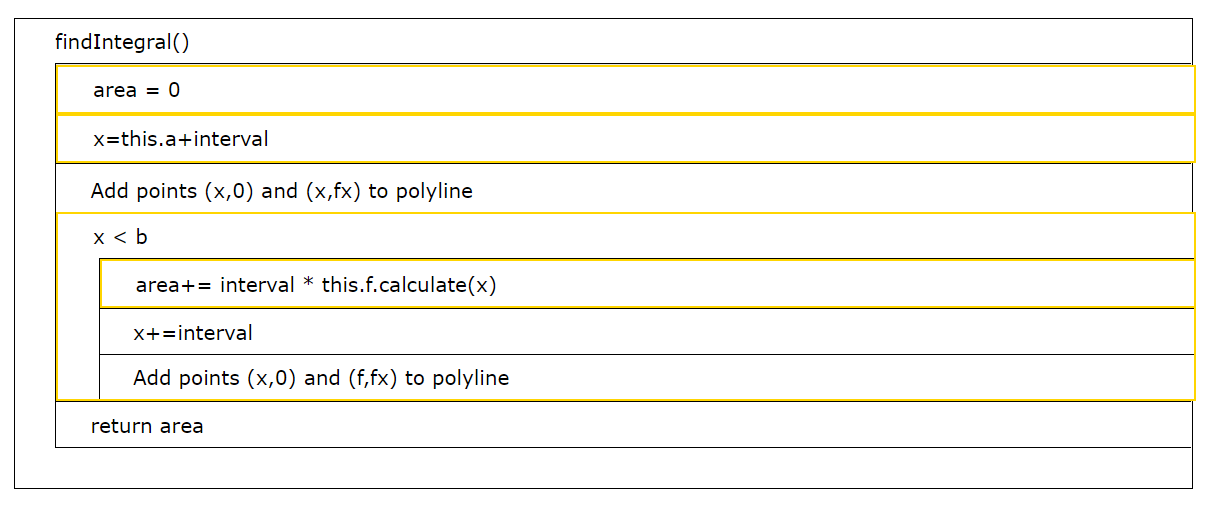 findIntegral()
area = 0
x=this.a+interval
Add points (x,0) and (x,fx) to polyline
x < b
area+= interval * this.f.calculate(x)
x+=interval
Add points (x,0) and (f,fx) to polyline
return area